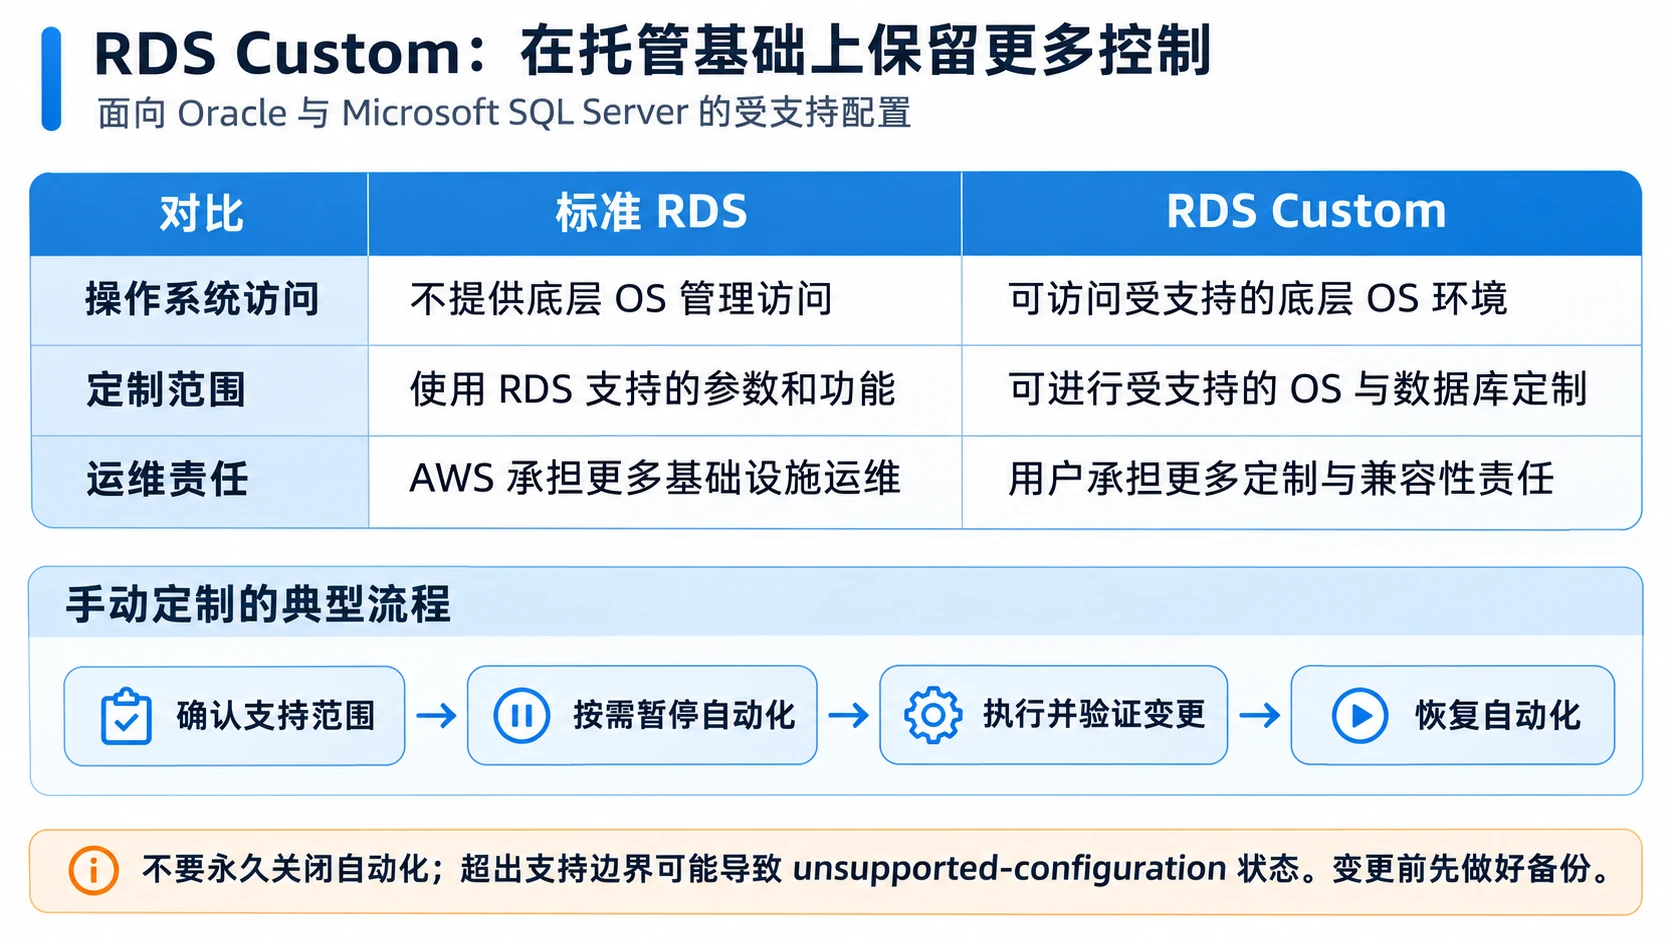 RDS Custom：在托管基础上保留更多控制
面向 Oracle 与 Microsoft SQL Server 的受支持配置
对比 标准 RDS RDS Custom
操作系统访问 不提供底层 OS 管理访问 可访问受支持的底层 OS 环境
定制范围 使用 RDS 支持的参数和功能 可进行受支持的 OS 与数据库定制
运维责任 AWS 承担更多基础设施运维 用户承担更多定制与兼容性责任
手动定制的典型流程
确认支持范围 按需暂停自动化 执行并验证变更 恢复自动化
不要永久关闭自动化；超出支持边界可能导致 unsupported-configuration 状态。变更前先做好备份。